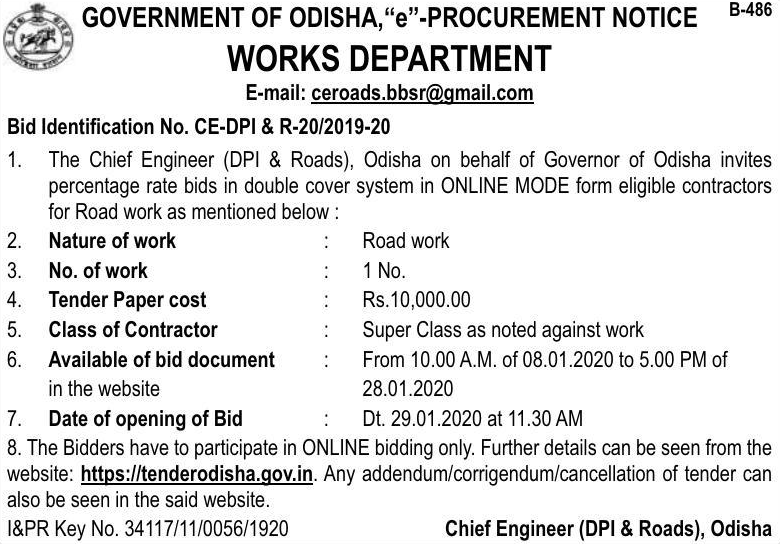 B-486
GOVERNMENT OF ODISHA,“e”-PROCUREMENT NOTICE
WORKS DEPARTMENT
E-mail: ceroads.bbsr@gmail.com
Bid Identification No. CE-DPI & R-20/2019-20
1. The Chief Engineer (DPI & Roads), Odisha on behalf of Governor of Odisha invites
percentage rate bids in double cover system in ONLINE MODE form eligible contractors
for Road work as mentioned below :
2. Nature of work : Road work
3. No. of work : 1 No.
4. Tender Paper cost : Rs.10,000.00
5. Class of Contractor : Super Class as noted against work
6. Available of bid document : From 10.00 A.M. of 08.01.2020 to 5.00 PM of
in the website 28.01.2020
7. Date of opening of Bid : Dt. 29.01.2020 at 11.30 AM
8. The Bidders have to participate in ONLINE bidding only. Further details can be seen from the
website: https://tenderodisha.gov.in. Any addendum/corrigendum/cancellation of tender can
also be seen in the said website.
I&PR Key No. 34117/11/0056/1920 Chief Engineer (DPI & Roads), Odisha